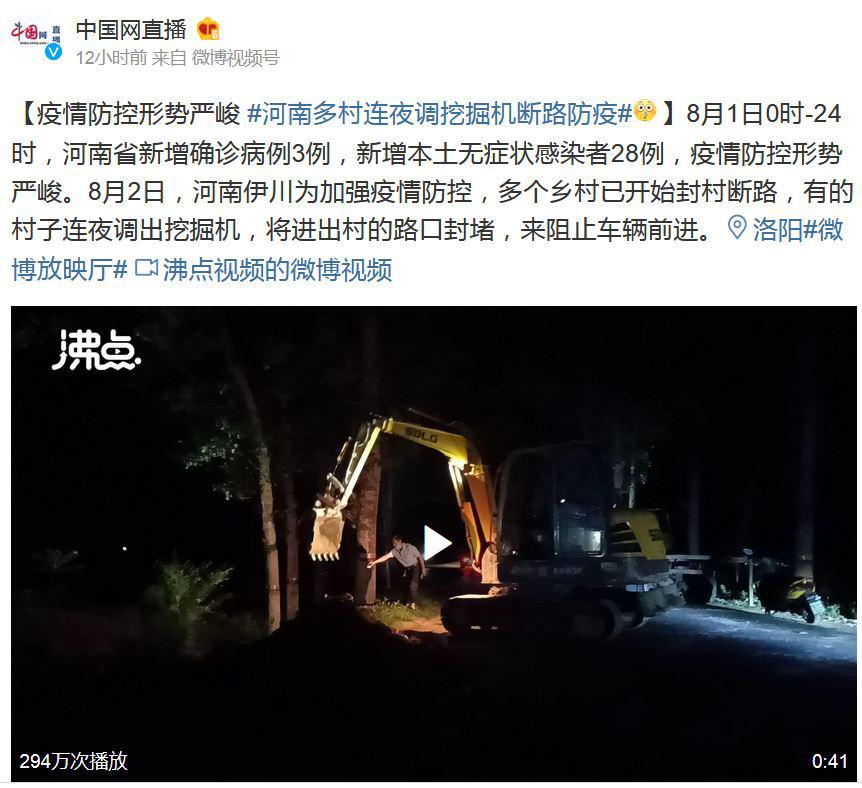 中国网 直播
中国网直播
12小时前 来自 微博视频号
【疫情防控形势严峻 #河南多村连夜调挖掘机断路防疫# 】8月1日0时-24
时，河南省新增确诊病例3例，新增本土无症状感染者28例，疫情防控形势
严峻。8月2日，河南伊川为加强疫情防控，多个乡村已开始封村断路，有的
村子连夜调出挖掘机，将进出村的路口封堵，来阻止车辆前进。 洛阳#微
博放映厅# 沸点视频的微博视频
沸点
SDLG
294万次播放
0:41